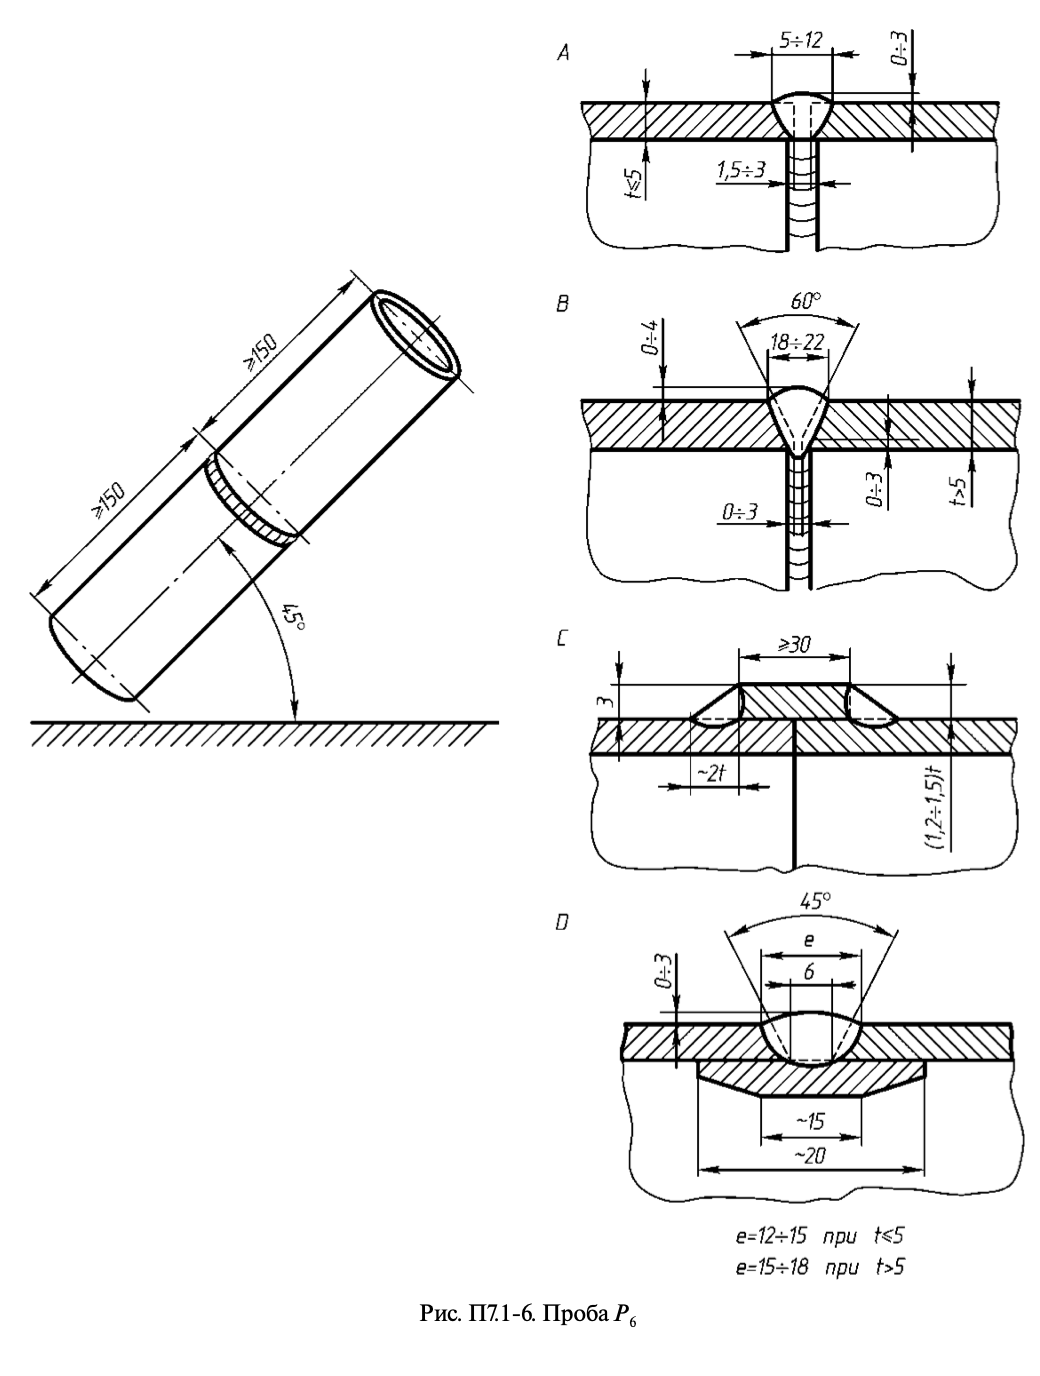 ≥150
≥150
45°
A
5÷12
0÷3
t≤5
1,5÷3
B
60°
0÷4
18÷22
0÷3
0÷3
t>5
C
≥30
3
~2t
(1,2÷1,5)t
D
45°
e
6
0÷3
~15
~20
e=12÷15 при t≤5
e=15÷18 при t>5
Рис. П7.1-6. Проба P₆